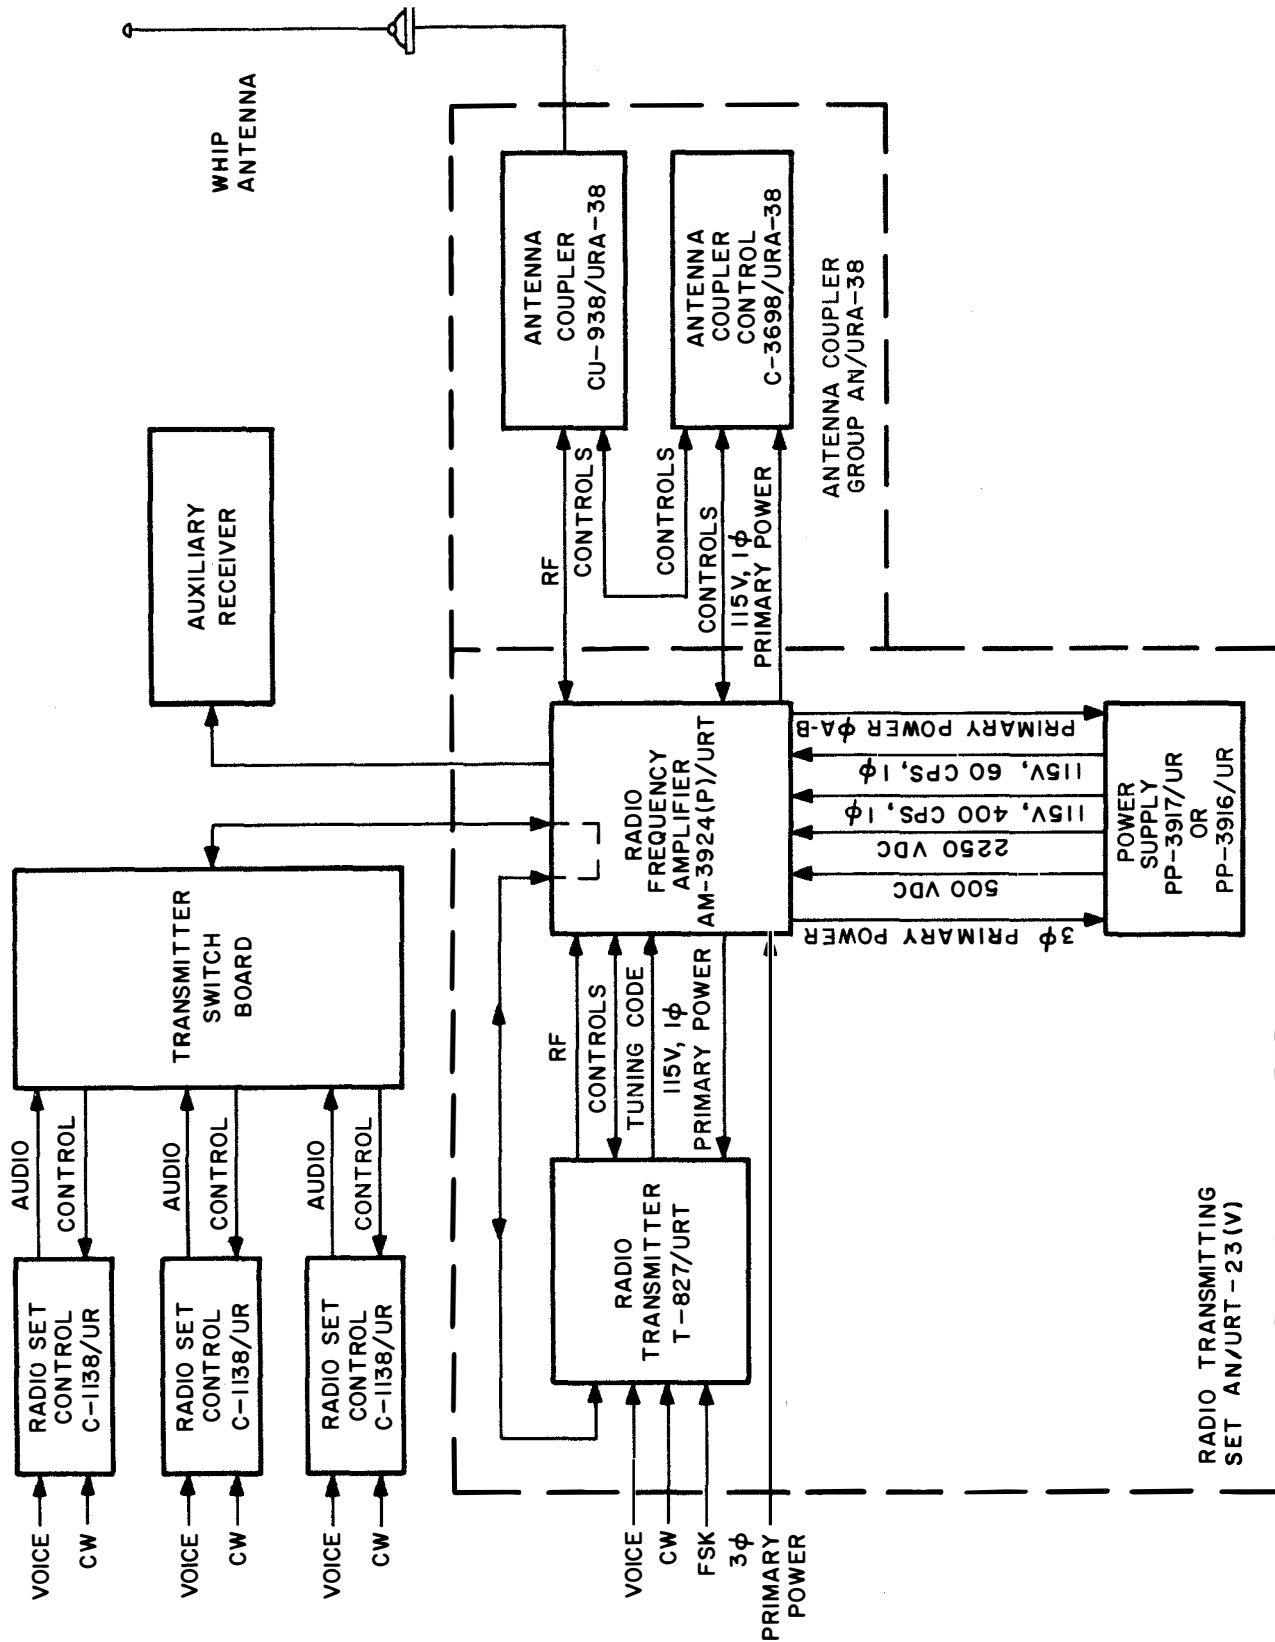 VOICE
CW
RADIO SET
CONTROL
C-1138/UR
AUDIO
CONTROL
VOICE
CW
RADIO SET
CONTROL
C-1138/UR
AUDIO
CONTROL
VOICE
CW
RADIO SET
CONTROL
C-1138/UR
AUDIO
CONTROL
TRANSMITTER
SWITCH
BOARD
AUXILIARY
RECEIVER
WHIP
ANTENNA
VOICE
CW
FSK
3ϕ
PRIMARY
POWER
RADIO
TRANSMITTER
T-827/URT
RF
CONTROLS
TUNING CODE
115V, 1ϕ
PRIMARY POWER
RADIO
FREQUENCY
AMPLIFIER
AM-3924(P)/URT
RF
CONTROLS
CONTROLS
CONTROLS
115V, 1ϕ
PRIMARY POWER
ANTENNA
COUPLER
CU-938/URA-38
ANTENNA
COUPLER
CONTROL
C-3698/URA-38
ANTENNA COUPLER
GROUP AN/URA-38
3ϕ PRIMARY POWER
500 VDC
2250 VDC
115V, 400 CPS, 1ϕ
115V, 60 CPS, 1ϕ
PRIMARY POWER ϕA-B
POWER
SUPPLY
PP-3917/UR
OR
PP-3916/UR
RADIO TRANSMITTING
SET AN/URT-23(V)